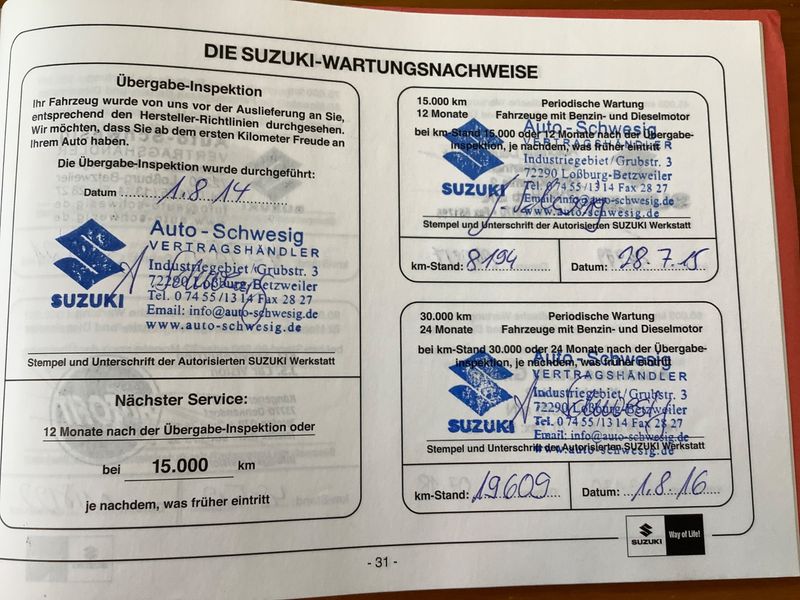 DIE SUZUKI-WARTUNGSNACHWEISE
Übergabe-Inspektion
Ihr Fahrzeug wurde von uns vor der Auslieferung an Sie,
entsprechend den Hersteller-Richtlinien durchgesehen.
Wir möchten, dass Sie ab dem ersten Kilometer Freude an
Ihrem Auto haben.
Die Übergabe-Inspektion wurde durchgeführt:
Datum 1.8.14
Auto-Schwesig
VERTRAGSHÄNDLER
Industriegebiet/Grubstr. 3
72290 Loßburg-Betzweiler
Tel. 0 74 55/13 14 Fax 28 27
Email: info@auto-schwesig.de
www.auto-schwesig.de
SUZUKI
Stempel und Unterschrift der Autorisierten SUZUKI Werkstatt
Nächster Service:
12 Monate nach der Übergabe-Inspektion oder
bei 15.000 km
je nachdem, was früher eintritt
15.000 km Periodische Wartung
12 Monate Fahrzeuge mit Benzin- und Dieselmotor
bei km-Stand 15.000 oder 12 Monate nach der Übergabe-
Inspektion, je nachdem, was früher eintritt
Auto-Schwesig
VERTRAGSHÄNDLER
Industriegebiet/Grubstr. 3
72290 Loßburg-Betzweiler
Tel. 0 74 55/13 14 Fax 28 27
Email: info@auto-schwesig.de
www.auto-schwesig.de
SUZUKI
Stempel und Unterschrift der Autorisierten SUZUKI Werkstatt
km-Stand: 8194 Datum: 28.7.15
30.000 km Periodische Wartung
24 Monate Fahrzeuge mit Benzin- und Dieselmotor
bei km-Stand 30.000 oder 24 Monate nach der Übergabe-
Inspektion, je nachdem, was früher eintritt
Auto-Schwesig
VERTRAGSHÄNDLER
Industriegebiet/Grubstr. 3
72290 Loßburg-Betzweiler
Tel. 0 74 55/13 14 Fax 28 27
Email: info@auto-schwesig.de
www.auto-schwesig.de
SUZUKI
Stempel und Unterschrift der Autorisierten SUZUKI Werkstatt
km-Stand: 19609 Datum: 1.8.16
SUZUKI Way of Life!
- 31 -